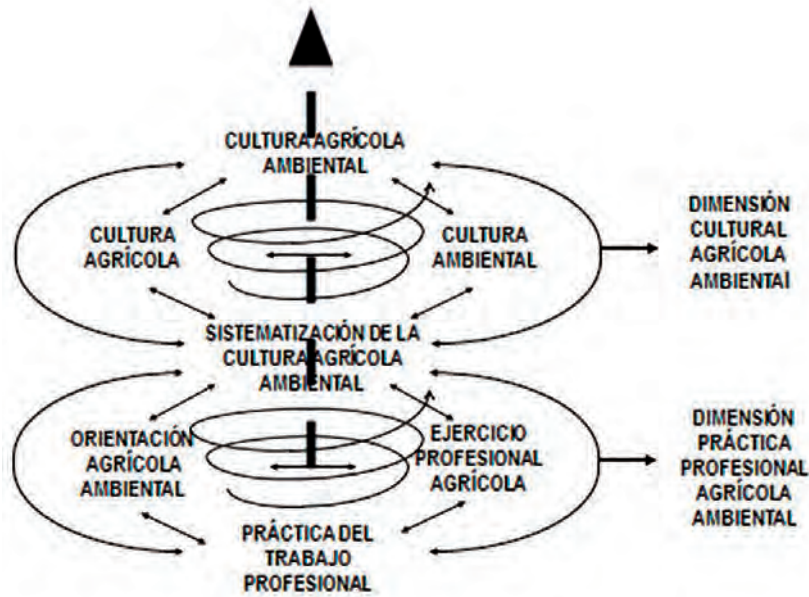 CULTURA AGRÍCOLA
AMBIENTAL
CULTURA
AGRÍCOLA
CULTURA
AMBIENTAL
DIMENSIÓN
CULTURAL
AGRÍCOLA
AMBIENTAl
SISTEMATIZACIÓN DE LA
CULTURA AGRÍCOLA
AMBIENTAL
ORIENTACIÓN
AGRÍCOLA
AMBIENTAL
EJERCICIO
PROFESIONAL
AGRÍCOLA
DIMENSIÓN
PRÁCTICA
PROFESIONAL
AGRÍCOLA
AMBIENTAL
PRÁCTICA DEL
TRABAJO
PROFESIONAL